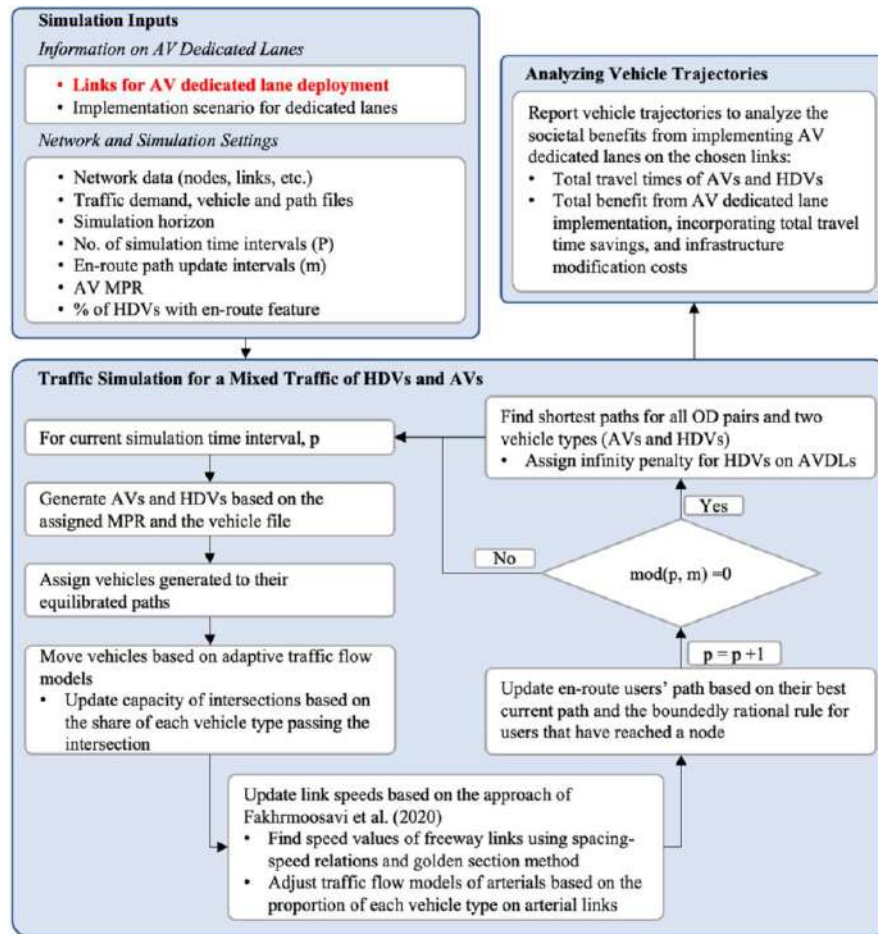 Simulation Inputs
Information on AV Dedicated Lanes
• Links for AV dedicated lane deployment
• Implementation scenario for dedicated lanes
Network and Simulation Settings
• Network data (nodes, links, etc.)
• Traffic demand, vehicle and path files
• Simulation horizon
• No. of simulation time intervals (P)
• En-route path update intervals (m)
• AV MPR
• % of HDVs with en-route feature
Analyzing Vehicle Trajectories
Report vehicle trajectories to analyze the
societal benefits from implementing AV
dedicated lanes on the chosen links:
• Total travel times of AVs and HDVs
• Total benefit from AV dedicated lane
implementation, incorporating total travel
time savings, and infrastructure
modification costs
Traffic Simulation for a Mixed Traffic of HDVs and AVs
For current simulation time interval, p
Generate AVs and HDVs based on the
assigned MPR and the vehicle file
Assign vehicles generated to their
equilibrated paths
Move vehicles based on adaptive traffic flow
models
• Update capacity of intersections based on
the share of each vehicle type passing the
intersection
Update link speeds based on the approach of
Fakhrmoosavi et al. (2020)
• Find speed values of freeway links using spacing-
speed relations and golden section method
• Adjust traffic flow models of arterials based on the
proportion of each vehicle type on arterial links
Update en-route users' path based on their best
current path and the boundedly rational rule for
users that have reached a node
p = p +1
mod(p, m) =0
No
Yes
Find shortest paths for all OD pairs and two
vehicle types (AVs and HDVs)
• Assign infinity penalty for HDVs on AVDLs